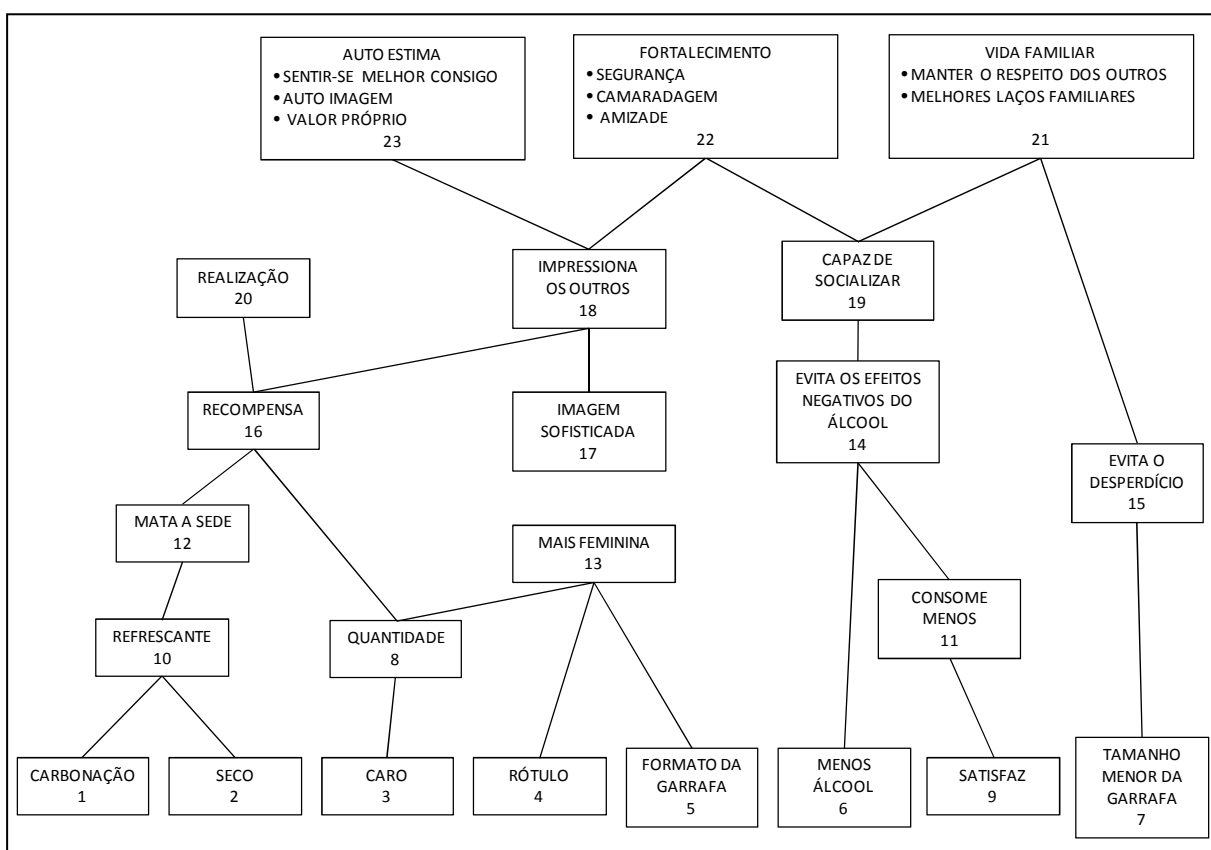 AUTO ESTIMA
• SENTIR-SE MELHOR CONSIGO
• AUTO IMAGEM
• VALOR PRÓPRIO
23
FORTALECIMENTO
• SEGURANÇA
• CAMARADAGEM
• AMIZADE
22
VIDA FAMILIAR
• MANTER O RESPEITO DOS OUTROS
• MELHORES LAÇOS FAMILIARES
21
REALIZAÇÃO
20
IMPRESSIONA
OS OUTROS
18
CAPAZ DE
SOCIALIZAR
19
RECOMPENSA
16
IMAGEM
SOFISTICADA
17
EVITA OS EFEITOS
NEGATIVOS DO
ÁLCOOL
14
EVITA O
DESPERDÍCIO
15
MATA A SEDE
12
MAIS FEMININA
13
CONSOME
MENOS
11
REFRESCANTE
10
QUANTIDADE
8
CARBONAÇÃO
1
SECO
2
CARO
3
RÓTULO
4
FORMATO DA
GARRAFA
5
MENOS
ÁLCOOL
6
SATISFAZ
9
TAMANHO
MENOR DA
GARRAFA
7